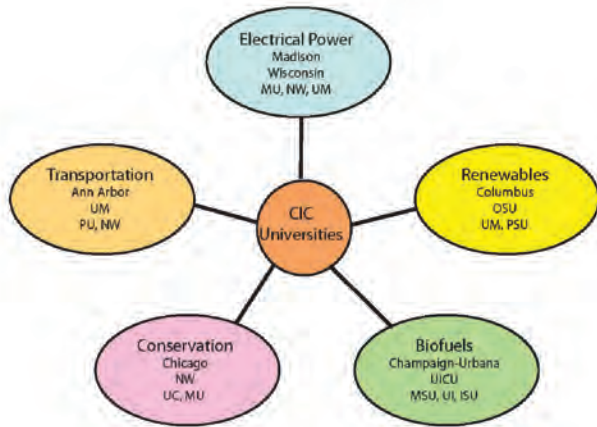 Electrical Power
Madison
Wisconsin
MU, NW, UM
Transportation
Ann Arbor
UM
PU, NW
CIC
Universities
Renewables
Columbus
OSU
UM, PSU
Conservation
Chicago
NW
UC, MU
Biofuels
Champaign-Urbana
UICU
MSU, UI, ISU